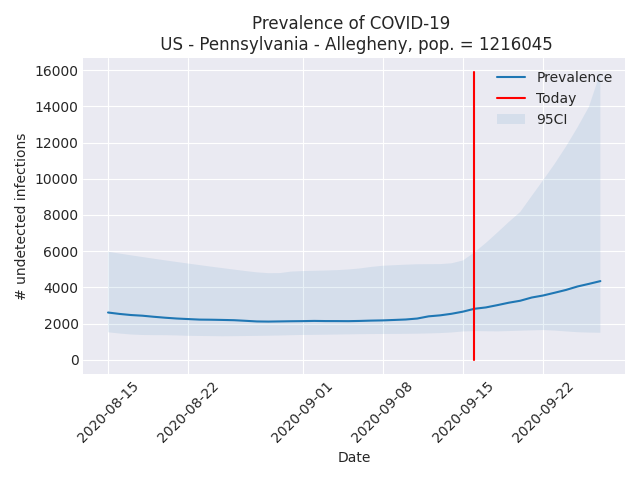 Prevalence of COVID-19
US - Pennsylvania - Allegheny, pop. = 1216045
16000
14000
12000
10000
8000
6000
4000
2000
0
# undetected infections
Prevalence
Today
95CI
2020-08-15
2020-08-22
2020-09-01
2020-09-08
2020-09-15
2020-09-22
Date